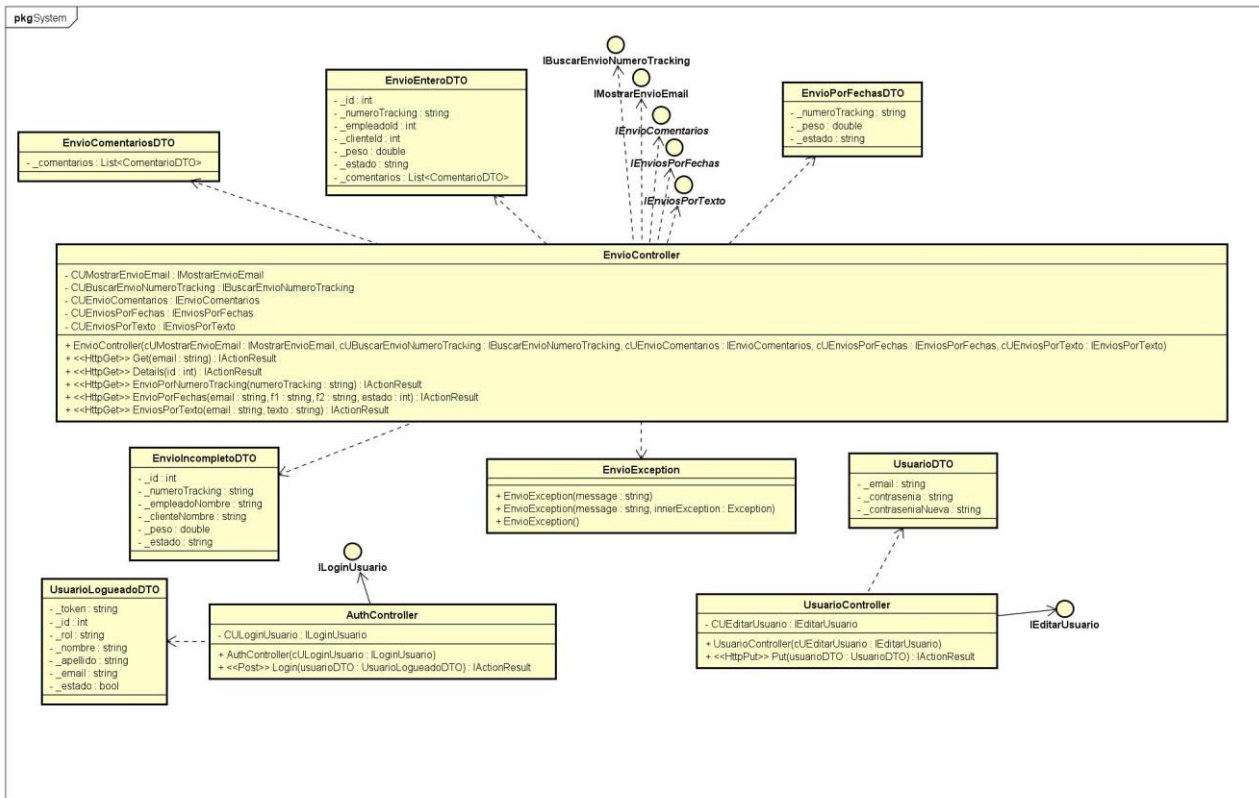 pkg System
IBuscarEnvioNumeroTracking
IMostrarEnvioEmail
IEnvioComentarios
IEnviosPorFechas
IEnviosPorTexto
EnvioEnteroDTO
- _id : int
- _numeroTracking : string
- _empleadoId : int
- _clienteId : int
- _peso : double
- _estado : string
- _comentarios : List<ComentarioDTO>
EnvioPorFechasDTO
- _numeroTracking : string
- _peso : double
- _estado : string
EnvioComentariosDTO
- _comentarios : List<ComentarioDTO>
EnvioController
- CUMostrarEnvioEmail : IMostrarEnvioEmail
- CUBuscarEnvioNumeroTracking : IBuscarEnvioNumeroTracking
- CUEnvioComentarios : IEnvioComentarios
- CUEnviosPorFechas : IEnviosPorFechas
- CUEnviosPorTexto : IEnviosPorTexto
+ EnvioController(cUMostrarEnvioEmail : IMostrarEnvioEmail, cUBuscarEnvioNumeroTracking : IBuscarEnvioNumeroTracking, cUEnvioComentarios : IEnvioComentarios, cUEnviosPorFechas : IEnviosPorFechas, cUEnviosPorTexto : IEnviosPorTexto)
+ <<HttpGet>> Get(email : string) : IActionResult
+ <<HttpGet>> Details(id : int) : IActionResult
+ <<HttpGet>> EnvioPorNumeroTracking(numeroTracking : string) : IActionResult
+ <<HttpGet>> EnvioPorFechas(email : string, f1 : string, f2 : string, estado : int) : IActionResult
+ <<HttpGet>> EnviosPorTexto(email : string, texto : string) : IActionResult
EnvioIncompletoDTO
- _id : int
- _numeroTracking : string
- _empleadoNombre : string
- _clienteNombre : string
- _peso : double
- _estado : string
EnvioException
+ EnvioException(message : string)
+ EnvioException(message : string, innerException : Exception)
+ EnvioException()
UsuarioDTO
- _email : string
- _contrasenia : string
- _contraseniaNueva : string
ILoginUsuario
UsuarioLogueadoDTO
- _token : string
- _id : int
- _rol : string
- _nombre : string
- _apellido : string
- _email : string
- _estado : bool
AuthController
- CULoginUsuario : ILoginUsuario
+ AuthController(cULoginUsuario : ILoginUsuario)
+ <<Post>> Login(usuarioDTO : UsuarioLogueadoDTO) : IActionResult
UsuarioController
- CUEditarUsuario : IEditarUsuario
+ UsuarioController(cUEditarUsuario : IEditarUsuario)
+ <<HttpPut>> Put(usuarioDTO : UsuarioDTO) : IActionResult
IEditarUsuario